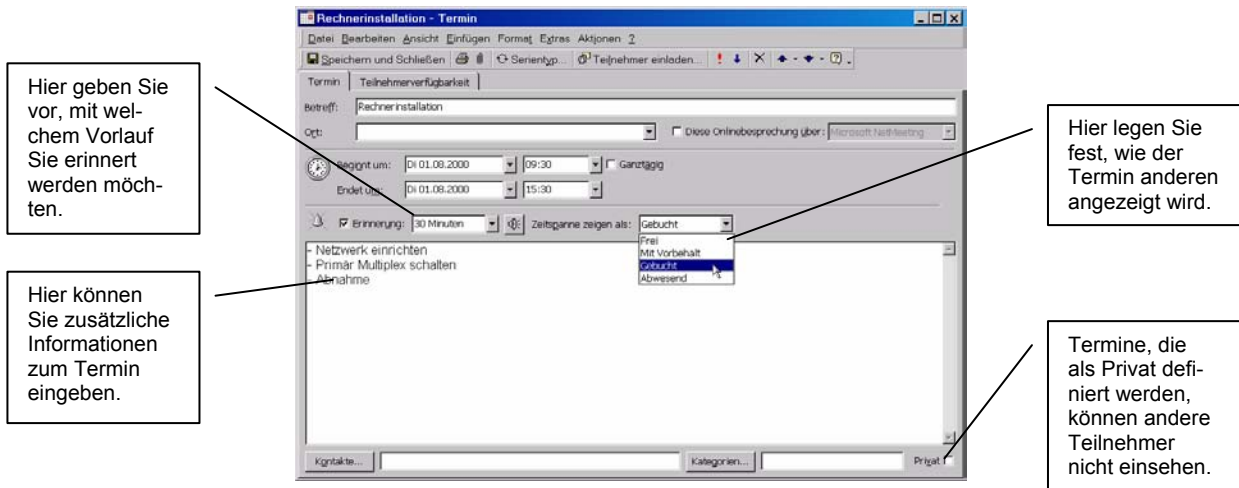 Rechnerinstallation - Termin
Datei Bearbeiten Ansicht Einfügen Format Extras Aktionen ?
Speichern und Schließen Serientyp... Teilnehmer einladen...
Termin Teilnehmerverfügbarkeit
Betreff: Rechnerinstallation
Ort: Diese Onlinebesprechung über: Microsoft NetMeeting
Beginnt um: Di 01.08.2000 09:30 Ganztägig
Endet um: Di 01.08.2000 15:30
Erinnerung: 30 Minuten Zeitspanne zeigen als: Gebucht
Frei
Mit Vorbehalt
Gebucht
Abwesend
- Netzwerk einrichten
- Primär Multiplex schalten
- Abnahme
Kontakte... Kategorien... Privat
Hier geben Sie
vor, mit wel-
chem Vorlauf
Sie erinnert
werden möch-
ten.
Hier können
Sie zusätzliche
Informationen
zum Termin
eingeben.
Hier legen Sie
fest, wie der
Termin anderen
angezeigt wird.
Termine, die
als Privat defi-
niert werden,
können andere
Teilnehmer
nicht einsehen.